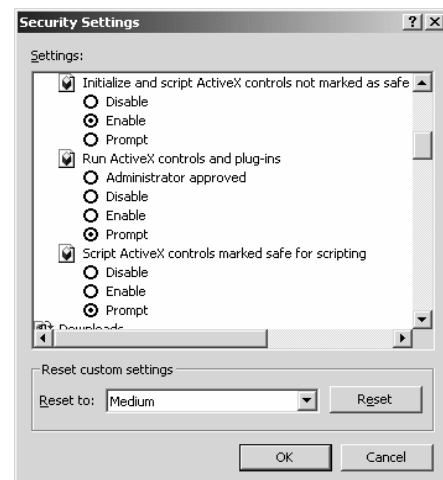 Security Settings
Settings:
Initialize and script ActiveX controls not marked as safe
Disable
Enable
Prompt
Run ActiveX controls and plug-ins
Administrator approved
Disable
Enable
Prompt
Script ActiveX controls marked safe for scripting
Disable
Enable
Prompt
Downloads
Reset custom settings
Reset to: Medium Reset
OK Cancel